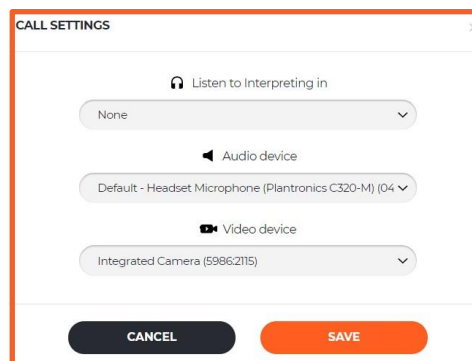 CALL SETTINGS
Listen to Interpreting in
None
Audio device
Default - Headset Microphone (Plantronics C320-M) (04
Video device
Integrated Camera (5986:2115)
CANCEL
SAVE